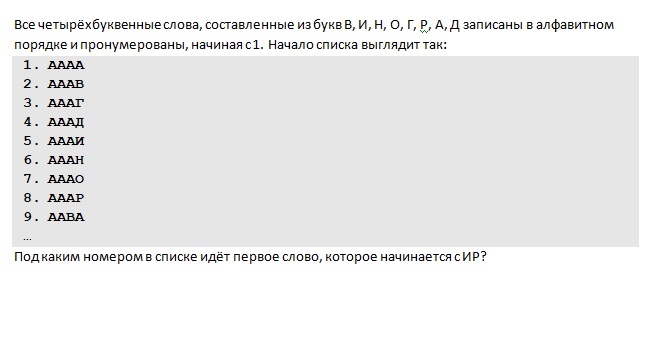 Все четырёхбуквенные слова, составленные из букв В, И, Н, О, Г, Р, А, Д записаны в алфавитном
порядке и пронумерованы, начиная с 1. Начало списка выглядит так:
1. АААА
2. АААВ
3. АААГ
4. АААД
5. АААИ
6. АААН
7. АААО
8. АААР
9. ААВА
…
Под каким номером в списке идёт первое слово, которое начинается с ИР?